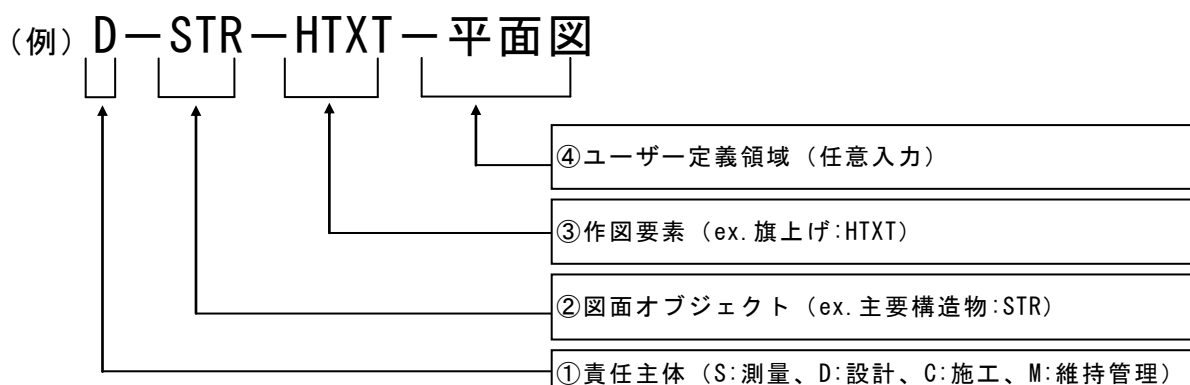 (例) D-STR-HTXT-平面図
④ユーザー定義領域(任意入力)
③作図要素(ex.旗上げ:HTXT)
②図面オブジェクト(ex.主要構造物:STR)
①責任主体(S:測量、D:設計、C:施工、M:維持管理)